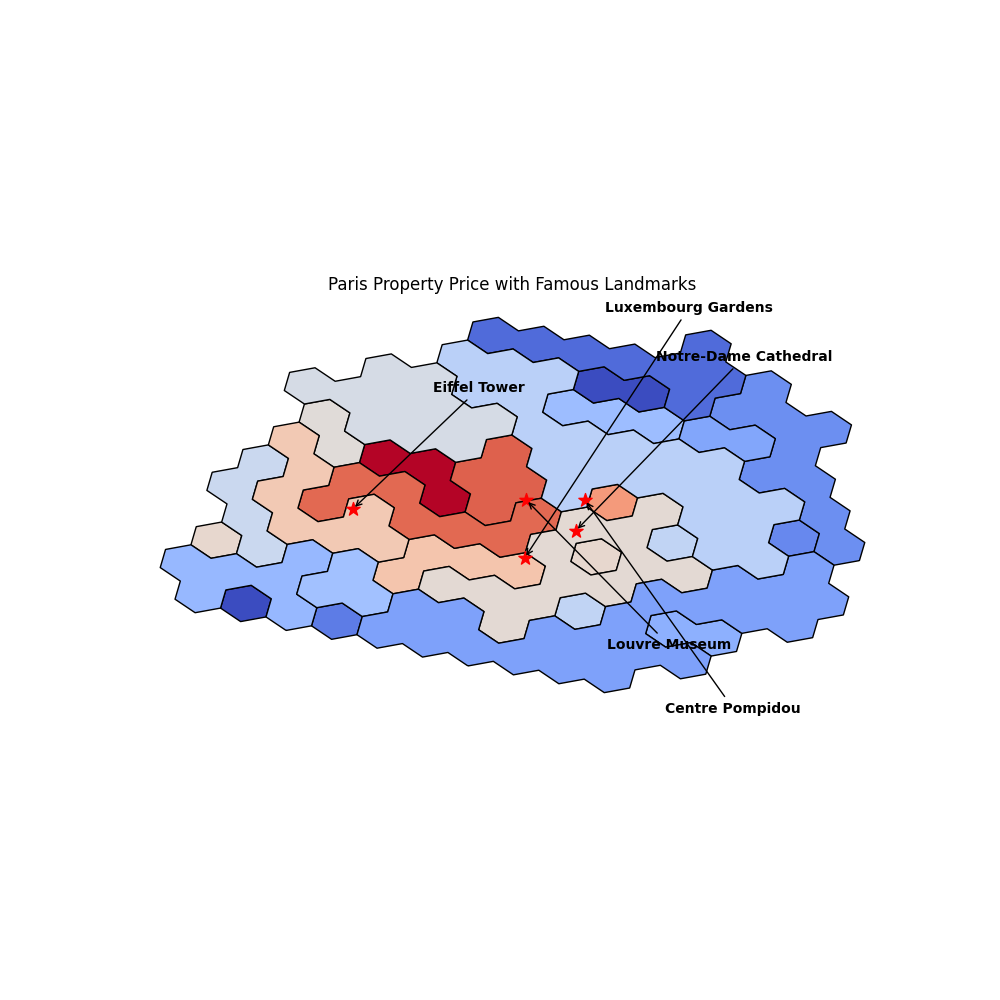 Paris Property Price with Famous Landmarks
Luxembourg Gardens
Notre-Dame Cathedral
Eiffel Tower
Louvre Museum
Centre Pompidou